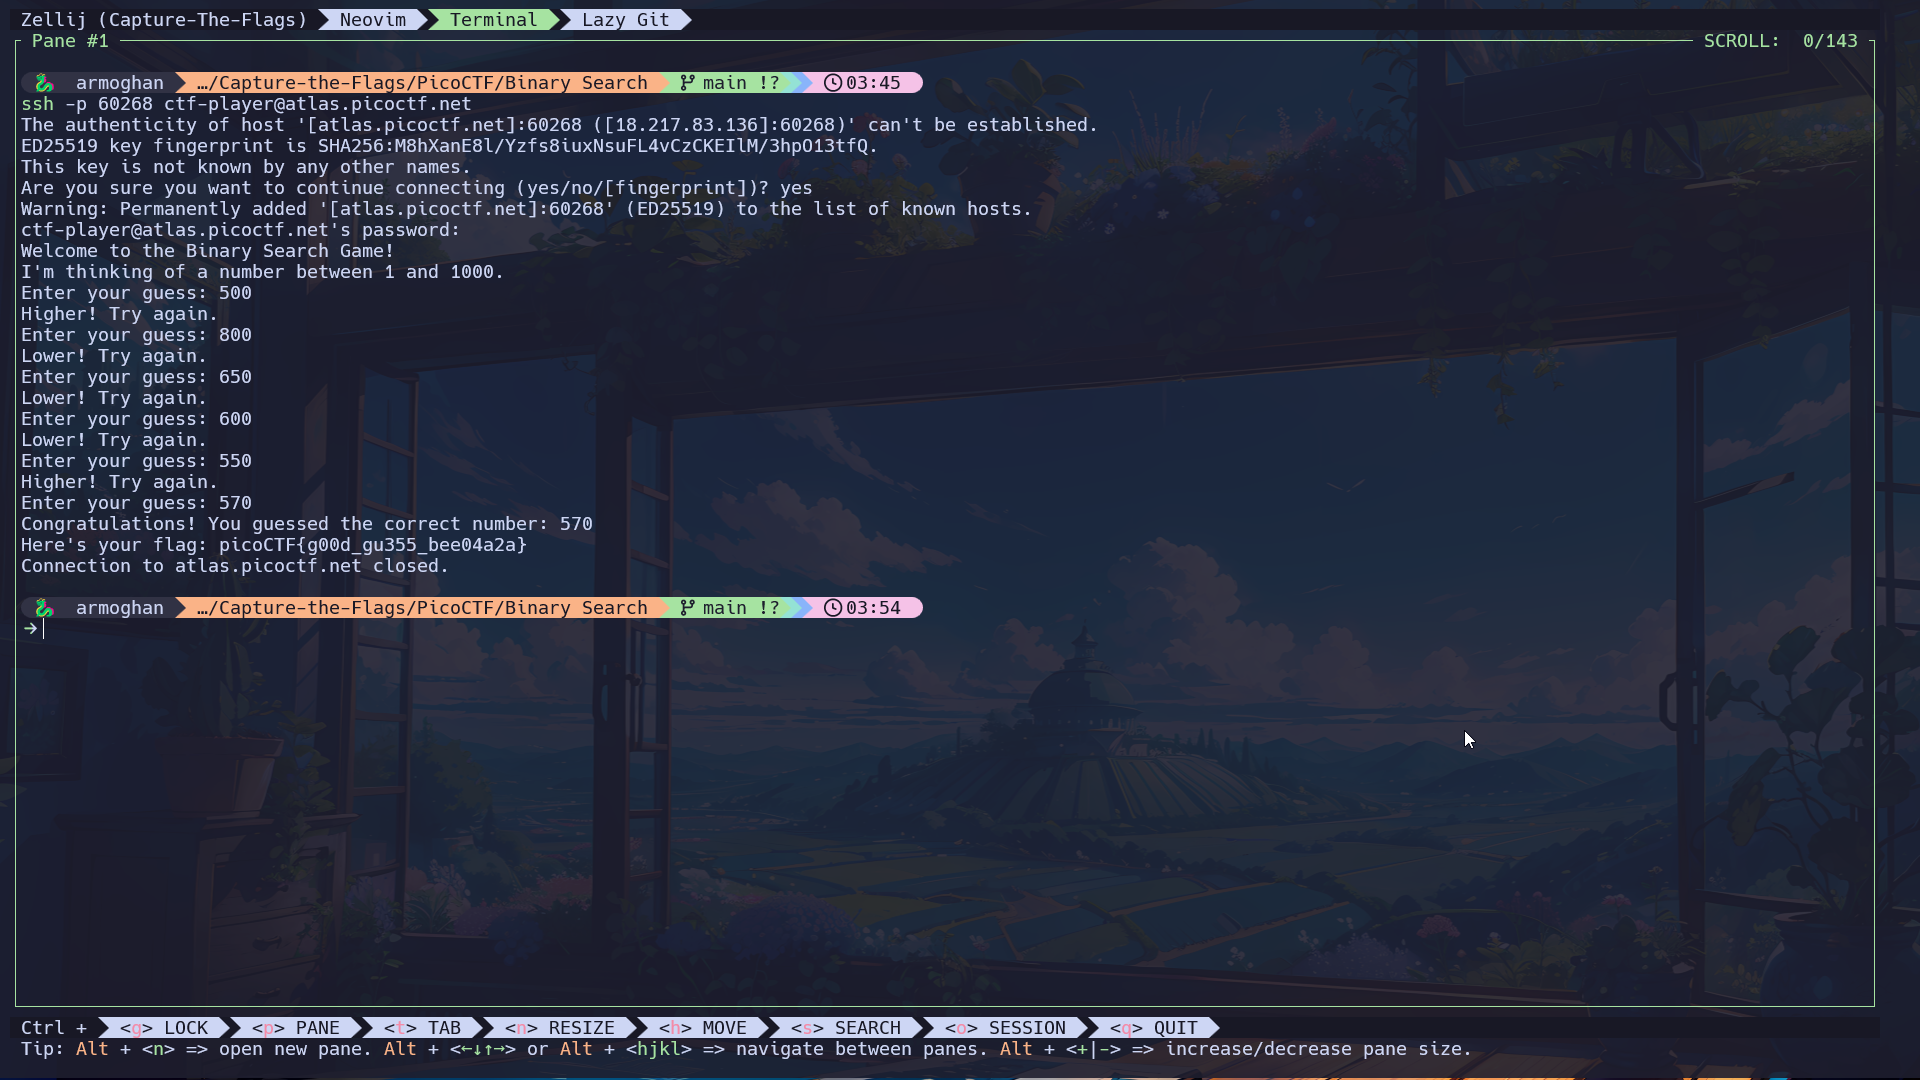 Zellij (Capture-The-Flags) Neovim Terminal Lazy Git
Pane #1 SCROLL: 0/143
armoghan …/Capture-the-Flags/PicoCTF/Binary Search main !? 03:45
ssh -p 60268 ctf-player@atlas.picoctf.net
The authenticity of host '[atlas.picoctf.net]:60268 ([18.217.83.136]:60268)' can't be established.
ED25519 key fingerprint is SHA256:M8hXanE8l/Yzfs8iuxNsuFL4vCzCKEIlM/3hpO13tfQ.
This key is not known by any other names.
Are you sure you want to continue connecting (yes/no/[fingerprint])? yes
Warning: Permanently added '[atlas.picoctf.net]:60268' (ED25519) to the list of known hosts.
ctf-player@atlas.picoctf.net's password:
Welcome to the Binary Search Game!
I'm thinking of a number between 1 and 1000.
Enter your guess: 500
Higher! Try again.
Enter your guess: 800
Lower! Try again.
Enter your guess: 650
Lower! Try again.
Enter your guess: 600
Lower! Try again.
Enter your guess: 550
Higher! Try again.
Enter your guess: 570
Congratulations! You guessed the correct number: 570
Here's your flag: picoCTF{g00d_gu355_bee04a2a}
Connection to atlas.picoctf.net closed.
armoghan …/Capture-the-Flags/PicoCTF/Binary Search main !? 03:54
→
Ctrl + <g> LOCK <p> PANE <t> TAB <n> RESIZE <h> MOVE <s> SEARCH <o> SESSION <q> QUIT
Tip: Alt + <n> => open new pane. Alt + <←↓↑→> or Alt + <hjkl> => navigate between panes. Alt + <+|-> => increase/decrease pane size.